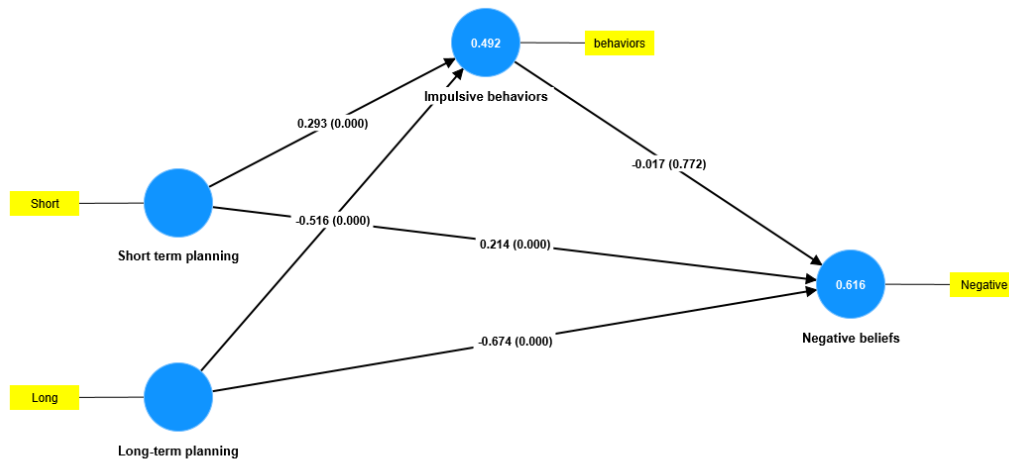 0.492
behaviors
Impulsive behaviors
0.293 (0.000)
-0.017 (0.772)
Short
-0.516 (0.000)
0.214 (0.000)
Short term planning
0.616
Negative
-0.674 (0.000)
Negative beliefs
Long
Long-term planning